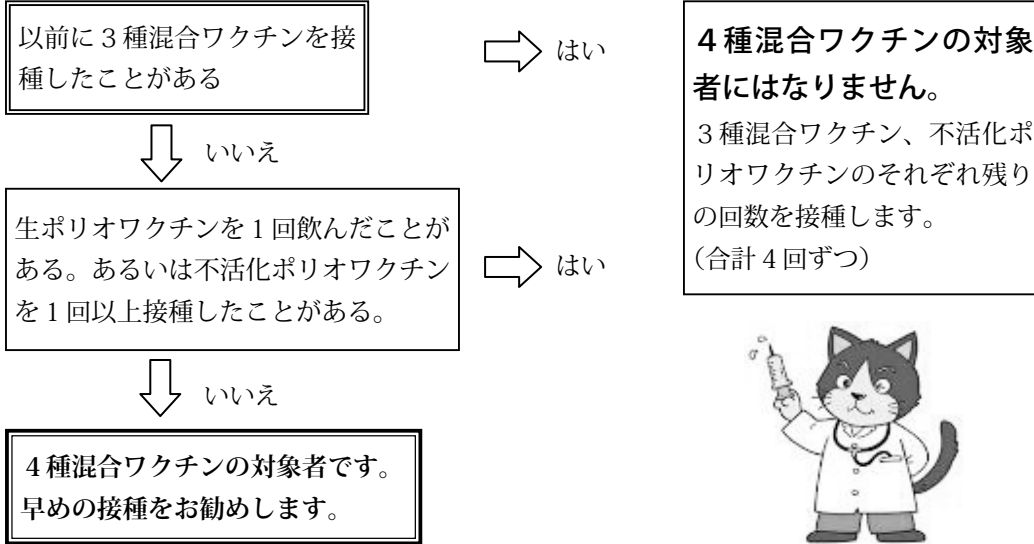 以前に３種混合ワクチンを接
種したことがある
はい
いいえ
生ポリオワクチンを１回飲んだことが
ある。あるいは不活化ポリオワクチン
を１回以上接種したことがある。
はい
いいえ
４種混合ワクチンの対象者です。
早めの接種をお勧めします。
４種混合ワクチンの対象
者にはなりません。
３種混合ワクチン、不活化ポ
リオワクチンのそれぞれ残り
の回数を接種します。
（合計４回ずつ）